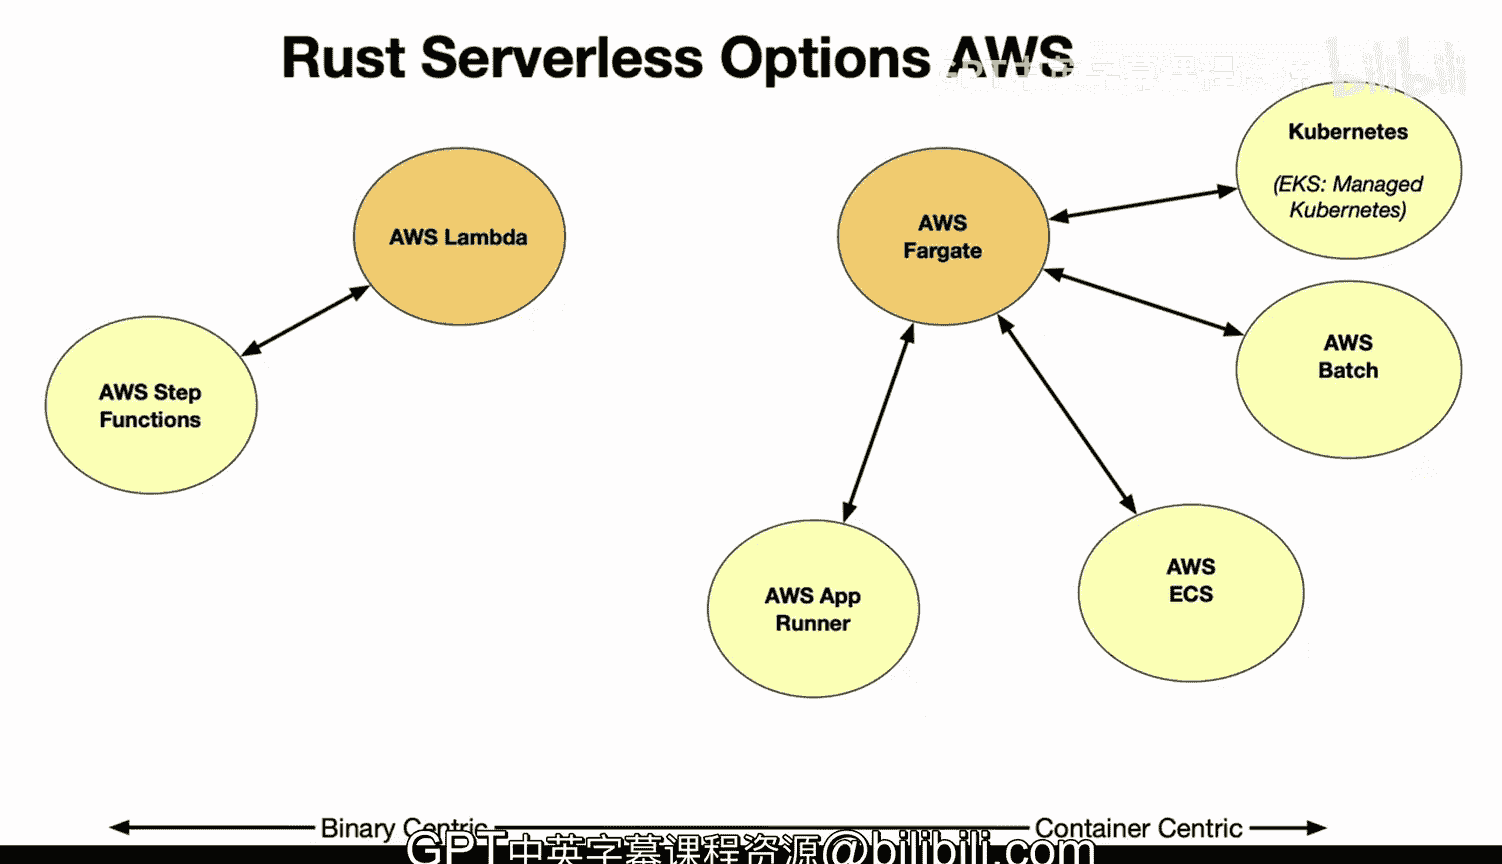 Rust Serverless Options AWS
bilibili
Kubernetes
(EKS: Managed
Kubernetes)
AWS Lambda
AWS
Fargate
AWS
Batch
AWS Step
Functions
AWS
ECS
AWS App
Runner
Binary Centric
Container Centric
GPT中英字幕课程资源@bilibili.com